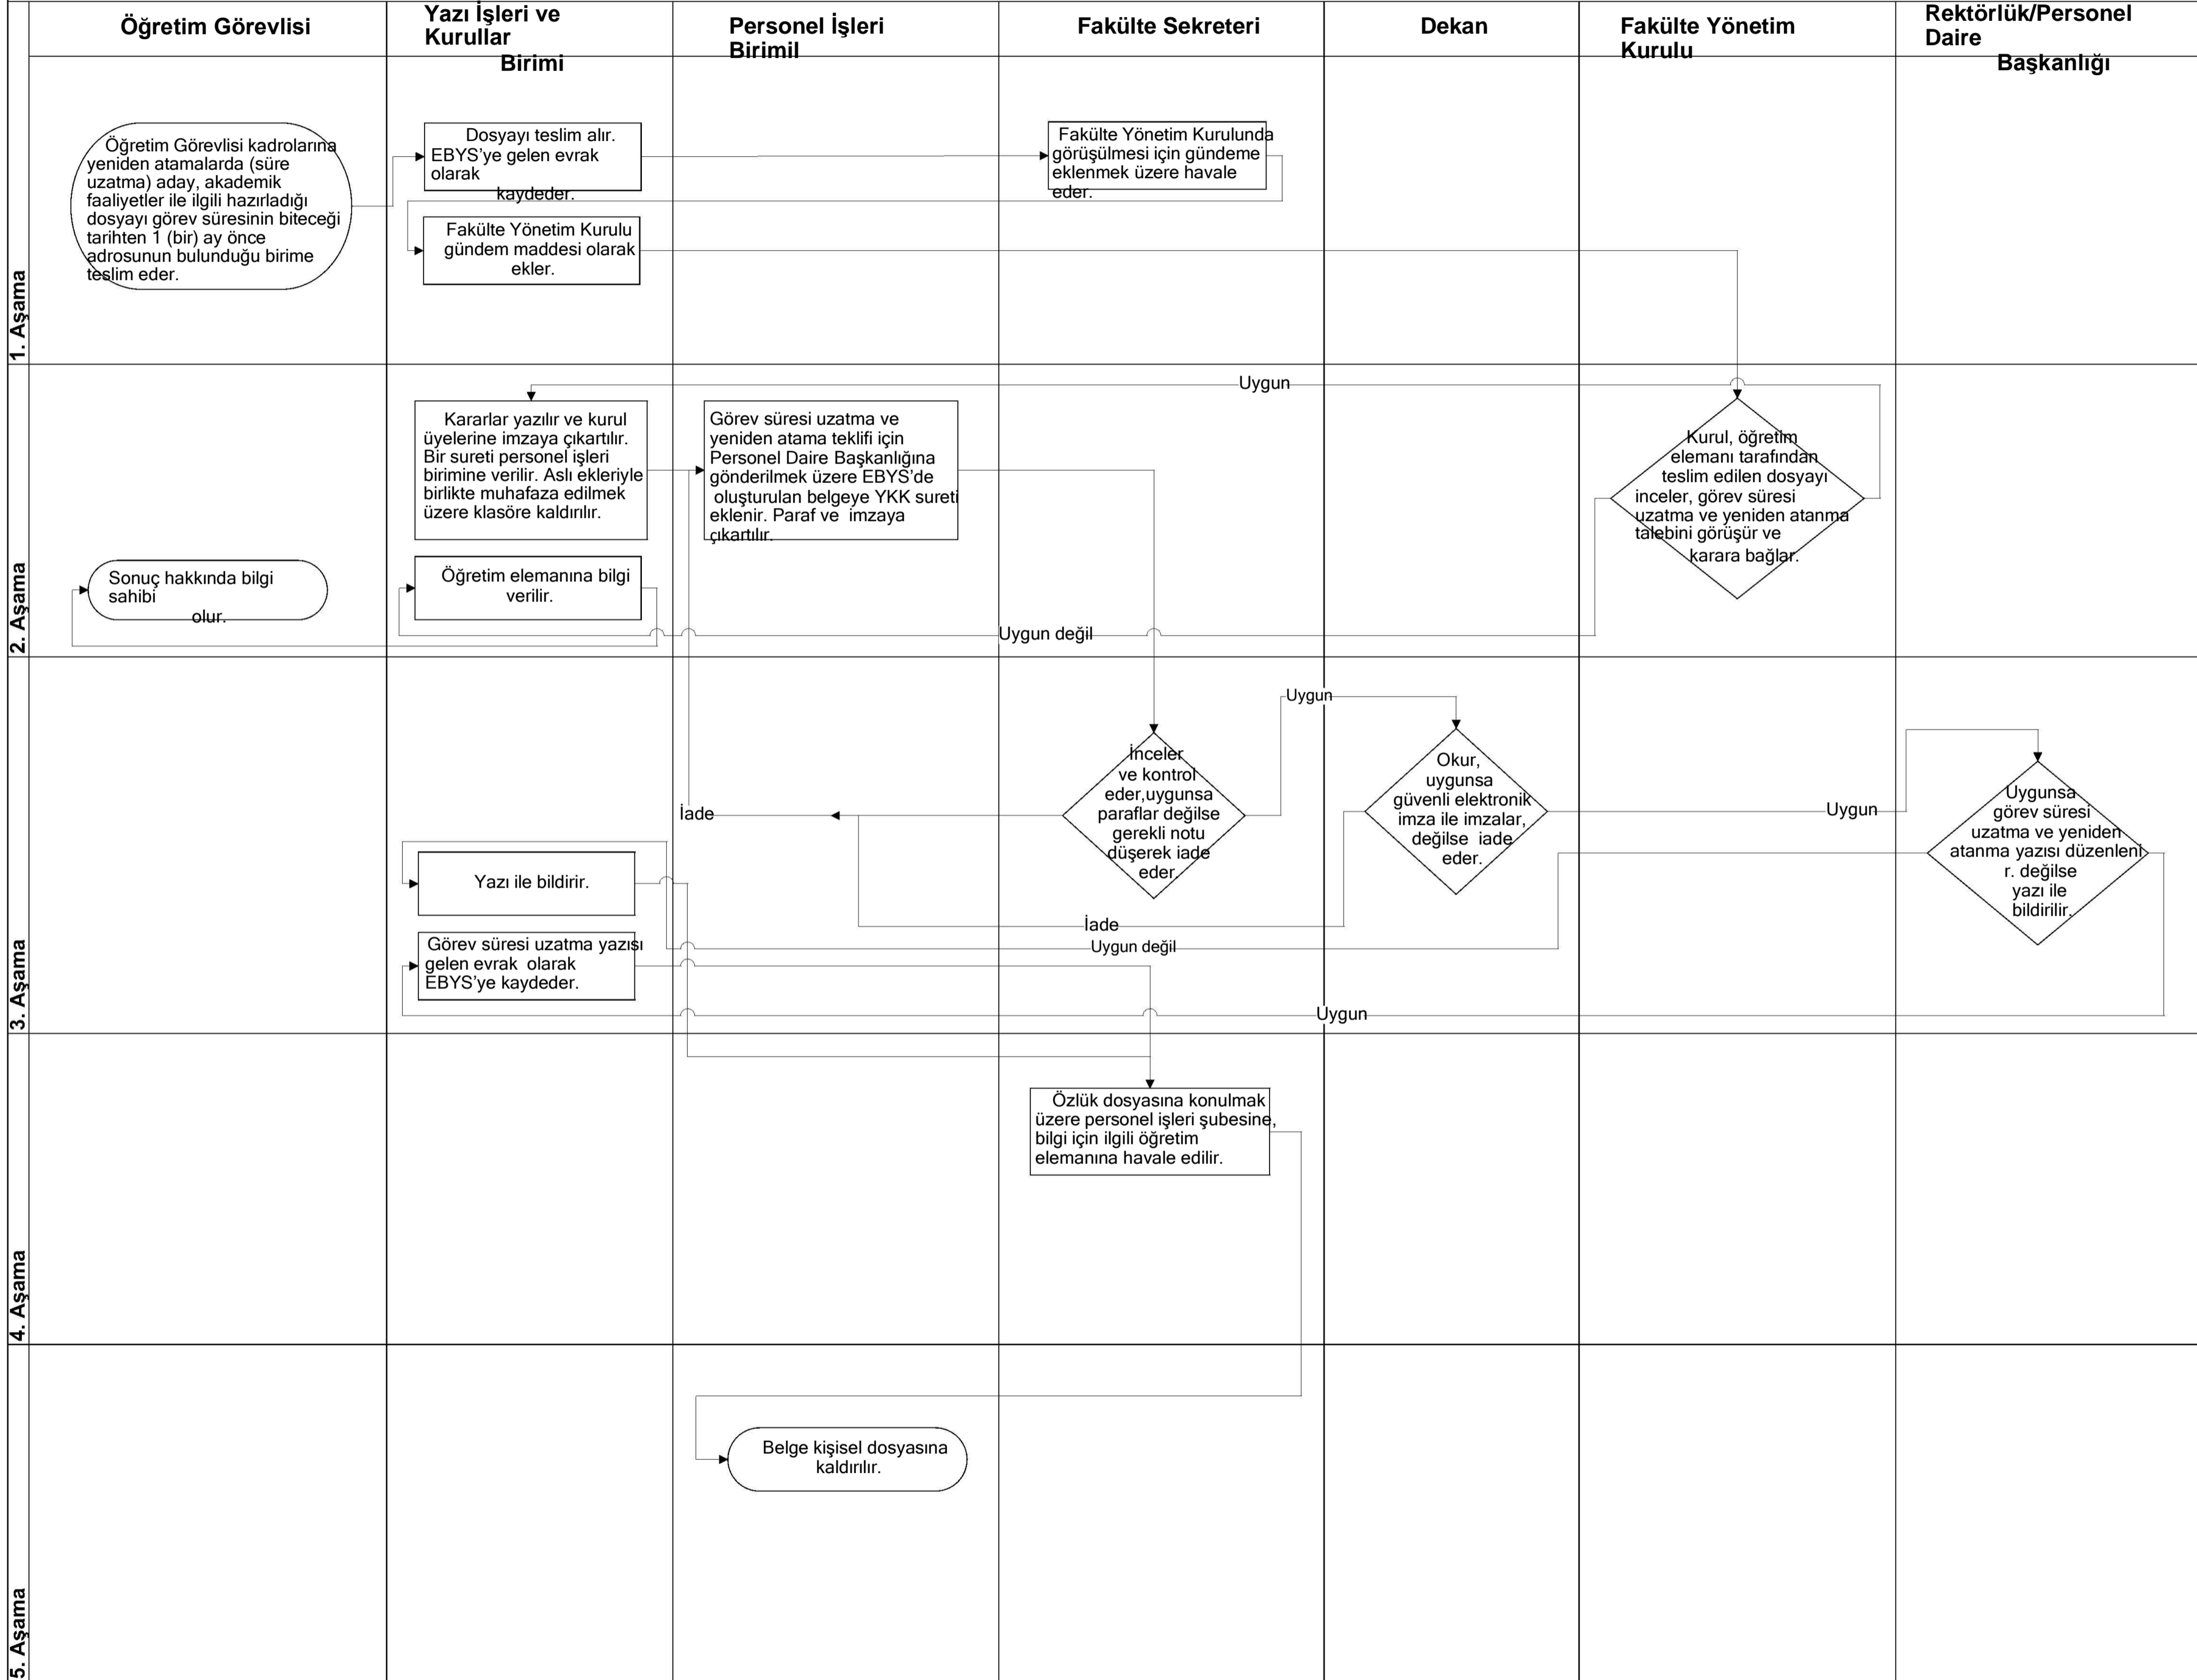 Öğretim Görevlisi
Yazı İşleri ve
Kurullar
Birimi
Personel İşleri
Birimil
Fakülte Sekreteri
Dekan
Fakülte Yönetim
Kurulu
Rektörlük/Personel
Daire
Başkanlığı
1. Aşama
Öğretim Görevlisi kadrolarına
yeniden atamalarda (süre
uzatma) aday, akademik
faaliyetler ile ilgili hazırladığı
dosyayı görev süresinin biteceği
tarihten 1 (bir) ay önce
adrosunun bulunduğu birime
teslim eder.
Dosyayı teslim alır.
EBYS’ye gelen evrak
olarak
kaydeder.
Fakülte Yönetim Kurulunda
görüşülmesi için gündeme
eklenmek üzere havale
eder.
Fakülte Yönetim Kurulu
gündem maddesi olarak
ekler.
2. Aşama
Uygun
Kararlar yazılır ve kurul
üyelerine imzaya çıkartılır.
Bir sureti personel işleri
birimine verilir. Aslı ekleriyle
birlikte muhafaza edilmek
üzere klasöre kaldırılır.
Görev süresi uzatma ve
yeniden atama teklifi için
Personel Daire Başkanlığına
gönderilmek üzere EBYS’de
oluşturulan belgeye YKK sureti
eklenir. Paraf ve imzaya
çıkartılır.
Kurul, öğretim
elemanı tarafından
teslim edilen dosyayı
inceler, görev süresi
uzatma ve yeniden atanma
talebini görüşür ve
karara bağlar.
Sonuç hakkında bilgi
sahibi
olur.
Öğretim elemanına bilgi
verilir.
Uygun değil
3. Aşama
Uygun
İnceler
ve kontrol
eder,uygunsa
paraflar değilse
gerekli notu
düşerek iade
eder.
Okur,
uygunsa
güvenli elektronik
imza ile imzalar,
değilse iade
eder.
Uygun
Uygunsa
görev süresi
uzatma ve yeniden
atanma yazısı düzenleni
r. değilse
yazı ile
bildirilir.
İade
Yazı ile bildirir.
İade
Uygun değil
Görev süresi uzatma yazısı
gelen evrak olarak
EBYS’ye kaydeder.
Uygun
4. Aşama
Özlük dosyasına konulmak
üzere personel işleri şubesine,
bilgi için ilgili öğretim
elemanına havale edilir.
5. Aşama
Belge kişisel dosyasına
kaldırılır.